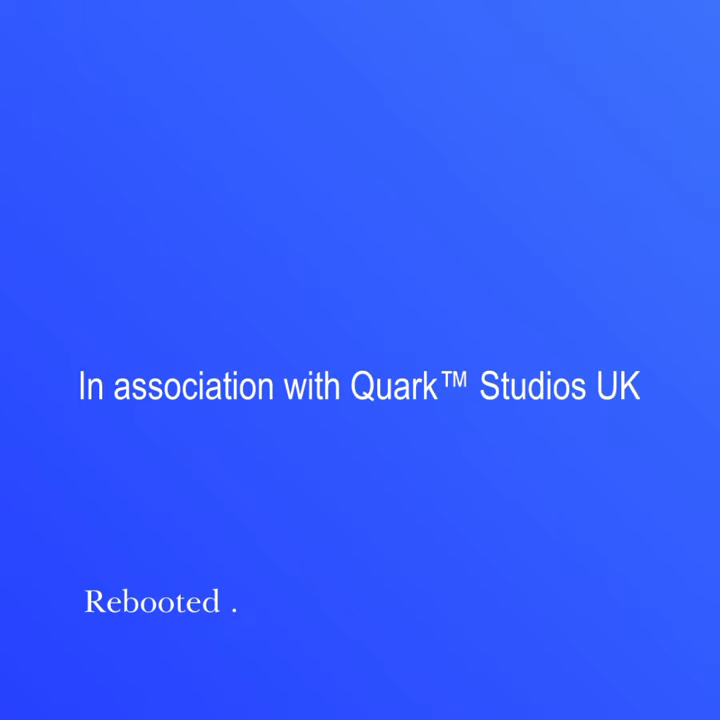 In association with Quark™ Studios UK
Rebooted .